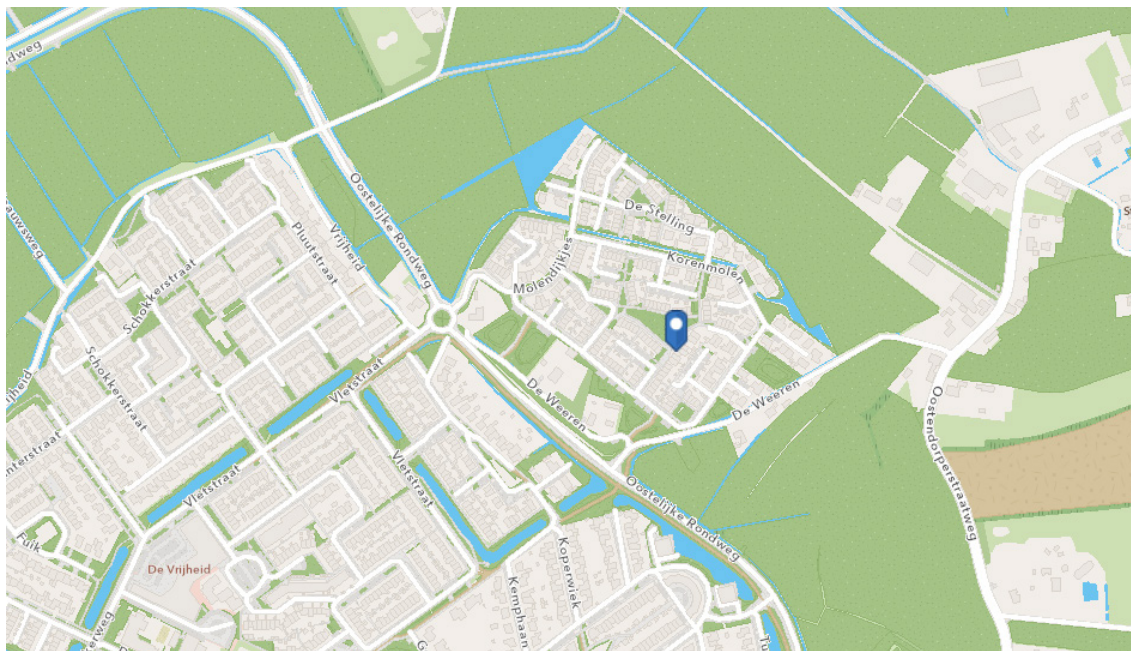 Rondweg
Oostelijke Rondweg
De Stelling
Korenmolen
Molendijkjes
Pluutstraat
Vrijheid
Schokkerstraat
Schokkerstraat
Vletstraat
De Weeren
De Weeren
Oostendorperstraatweg
Vletstraat
Vletstraat
Oostelijke Rondweg
Fuik
De Vrijheid
Koperwiek
Kemphaan